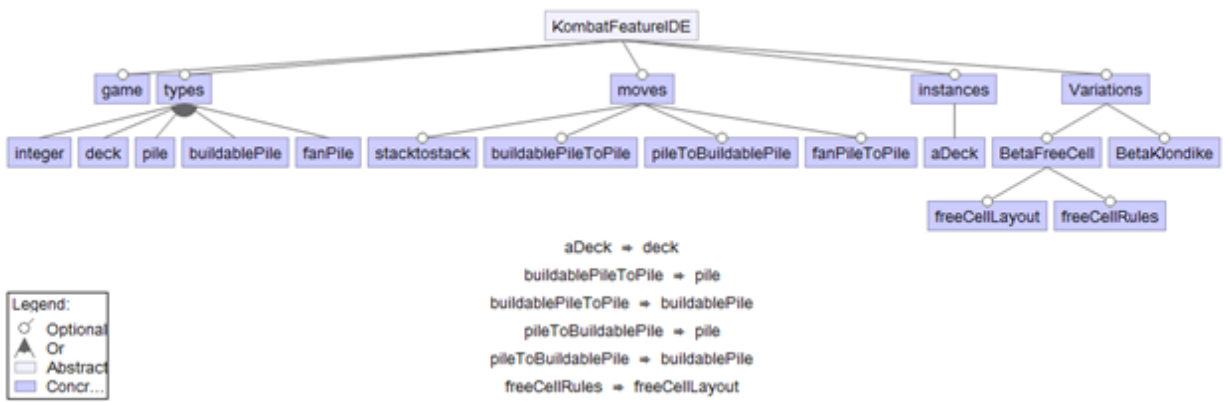 KombatFeatureIDE
game types moves instances Variations
integer deck pile buildablePile fanPile stacktostack buildablePileToPile pileToBuildablePile fanPileToPile aDeck BetaFreeCell BetaKlondike
freeCellLayout freeCellRules
aDeck ⇒ deck
buildablePileToPile ⇒ pile
buildablePileToPile ⇒ buildablePile
pileToBuildablePile ⇒ pile
pileToBuildablePile ⇒ buildablePile
freeCellRules ⇒ freeCellLayout
Legend:
Optional
Or
Abstract
Concr...